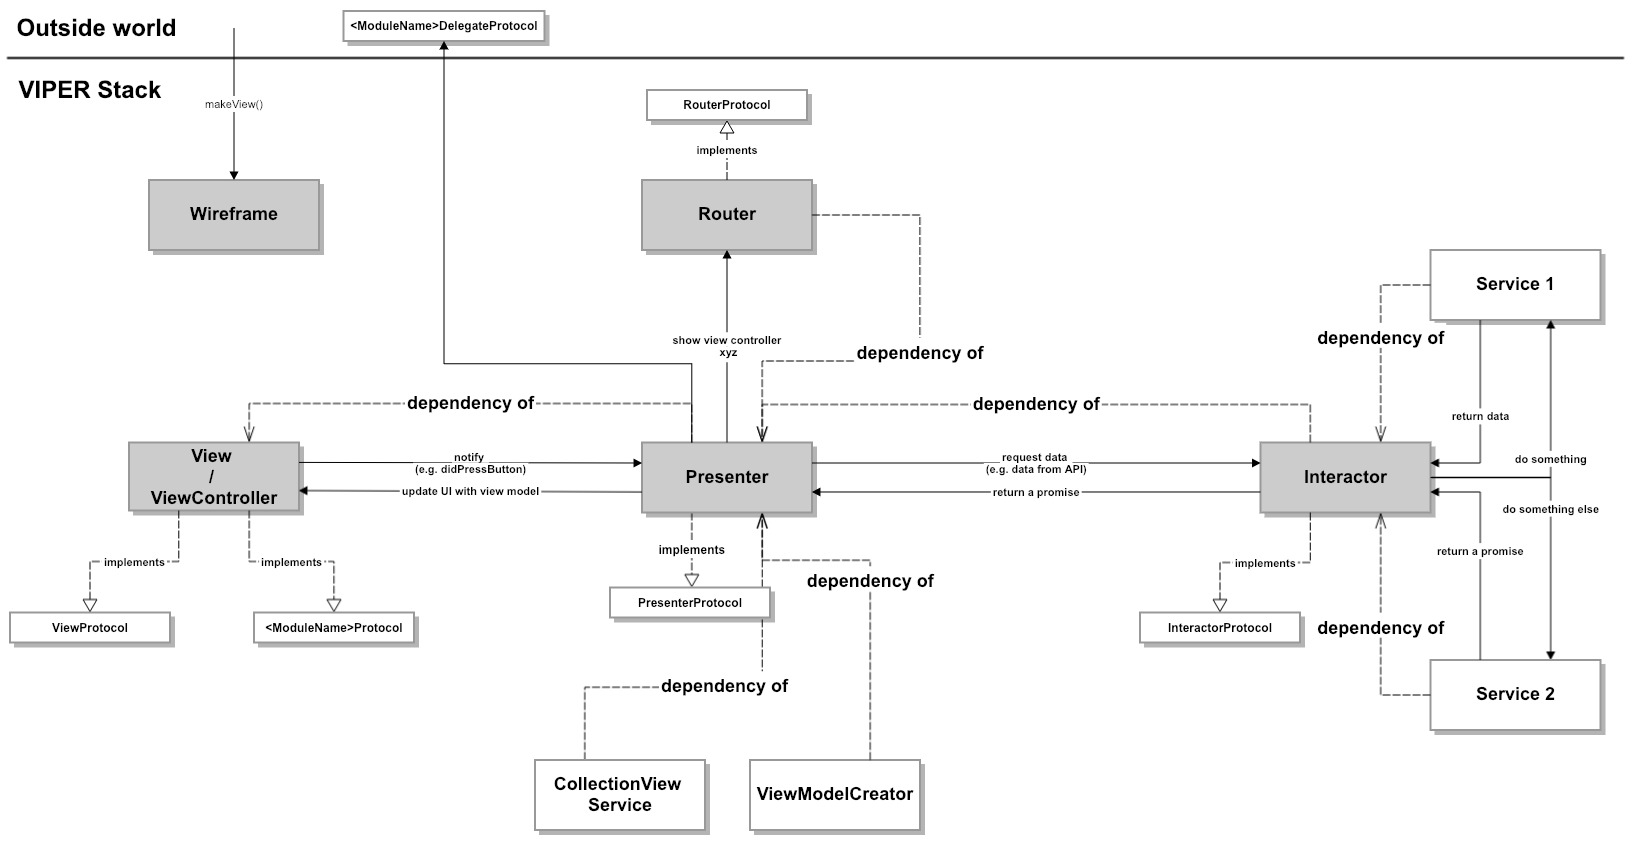 Outside world
<ModuleName>DelegateProtocol
VIPER Stack
makeView()
RouterProtocol
implements
Wireframe
Router
Service 1
show view controller
xyz
dependency of
dependency of
dependency of
dependency of
return data
View
/
ViewController
notify
(e.g. didPressButton)
update UI with view model
Presenter
request data
(e.g. data from API)
return a promise
Interactor
do something
do something else
return a promise
implements
implements
implements
implements
dependency of
ViewProtocol
<ModuleName>Protocol
PresenterProtocol
InteractorProtocol
dependency of
dependency of
Service 2
CollectionView
Service
ViewModelCreator